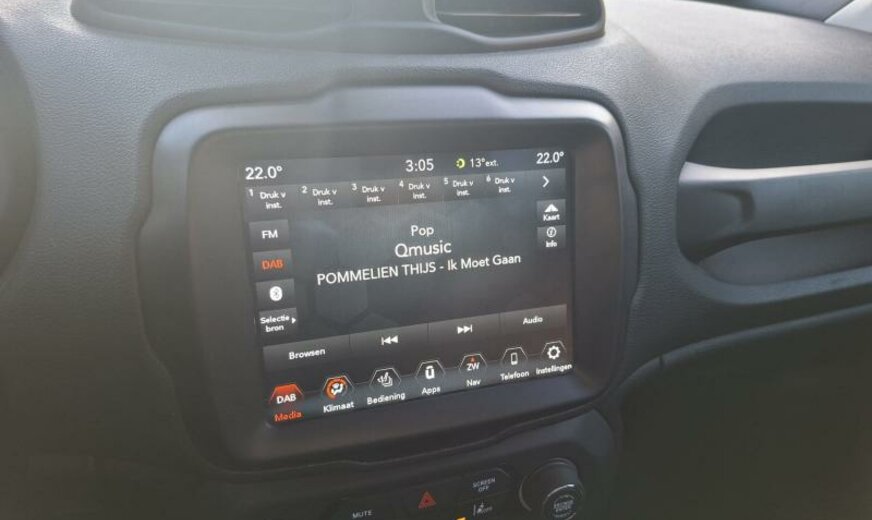 22.0° 3:05 13°ext. 22.0°
1 Druk v inst. 2 Druk v inst. 3 Druk v inst. 4 Druk v inst. 5 Druk v inst. 6 Druk v inst.
FM
DAB
Selectie
bron
Pop
Qmusic
POMMELIEN THIJS - Ik Moet Gaan
Kaart
Info
Browsen
Audio
DAB
Media
Klimaat
Bediening
Apps
ZW
Nav
Telefoon
Instellingen
MUTE
SCREEN
OFF
OFF